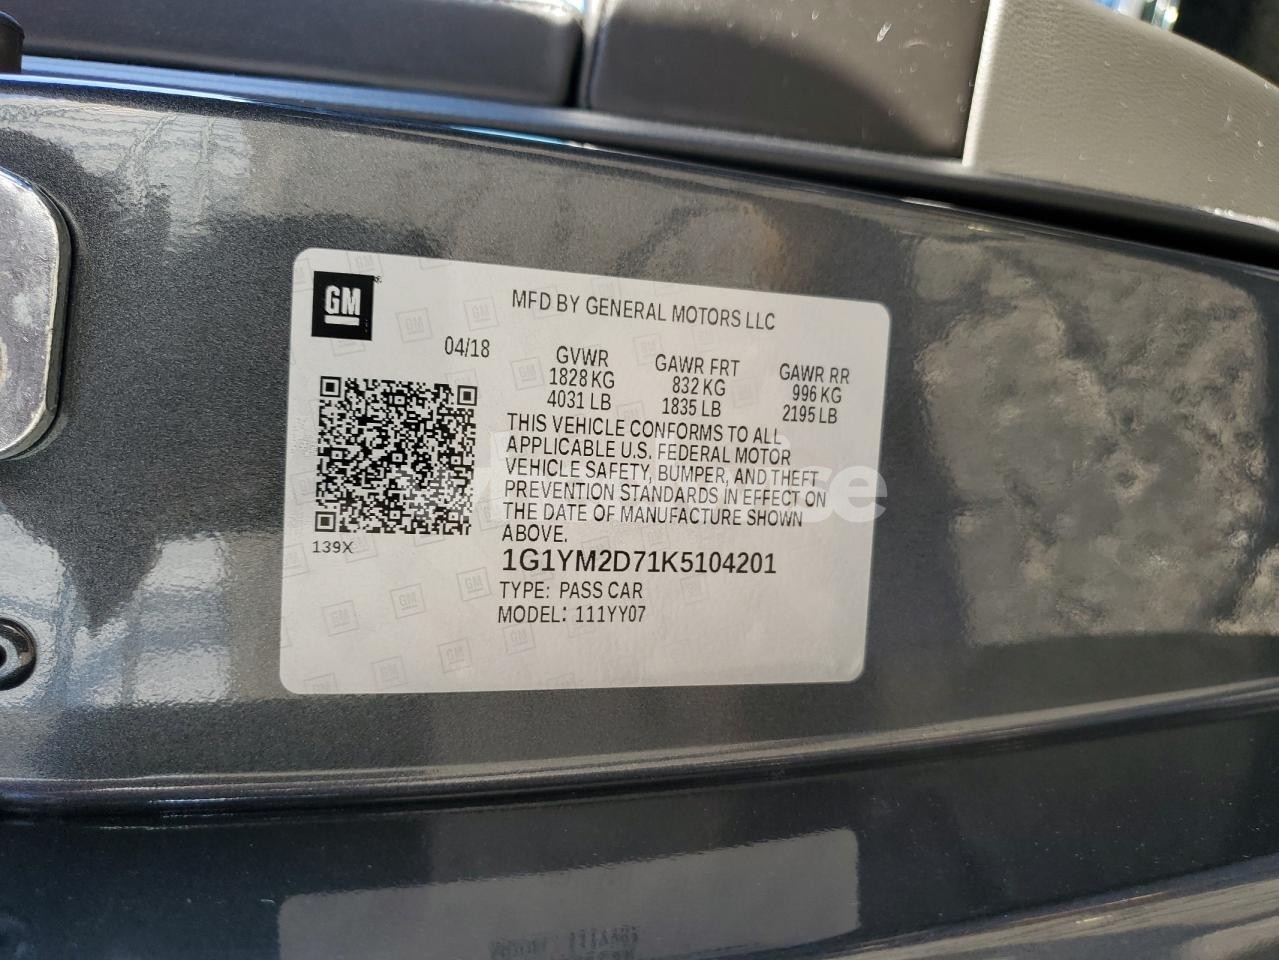 GM
MFD BY GENERAL MOTORS LLC
04/18
GVWR GAWR FRT GAWR RR
1828 KG 832 KG 996 KG
4031 LB 1835 LB 2195 LB
THIS VEHICLE CONFORMS TO ALL
APPLICABLE U.S. FEDERAL MOTOR
VEHICLE SAFETY, BUMPER, AND THEFT
PREVENTION STANDARDS IN EFFECT ON
THE DATE OF MANUFACTURE SHOWN
ABOVE.
139X
1G1YM2D71K5104201
TYPE: PASS CAR
MODEL: 111YY07